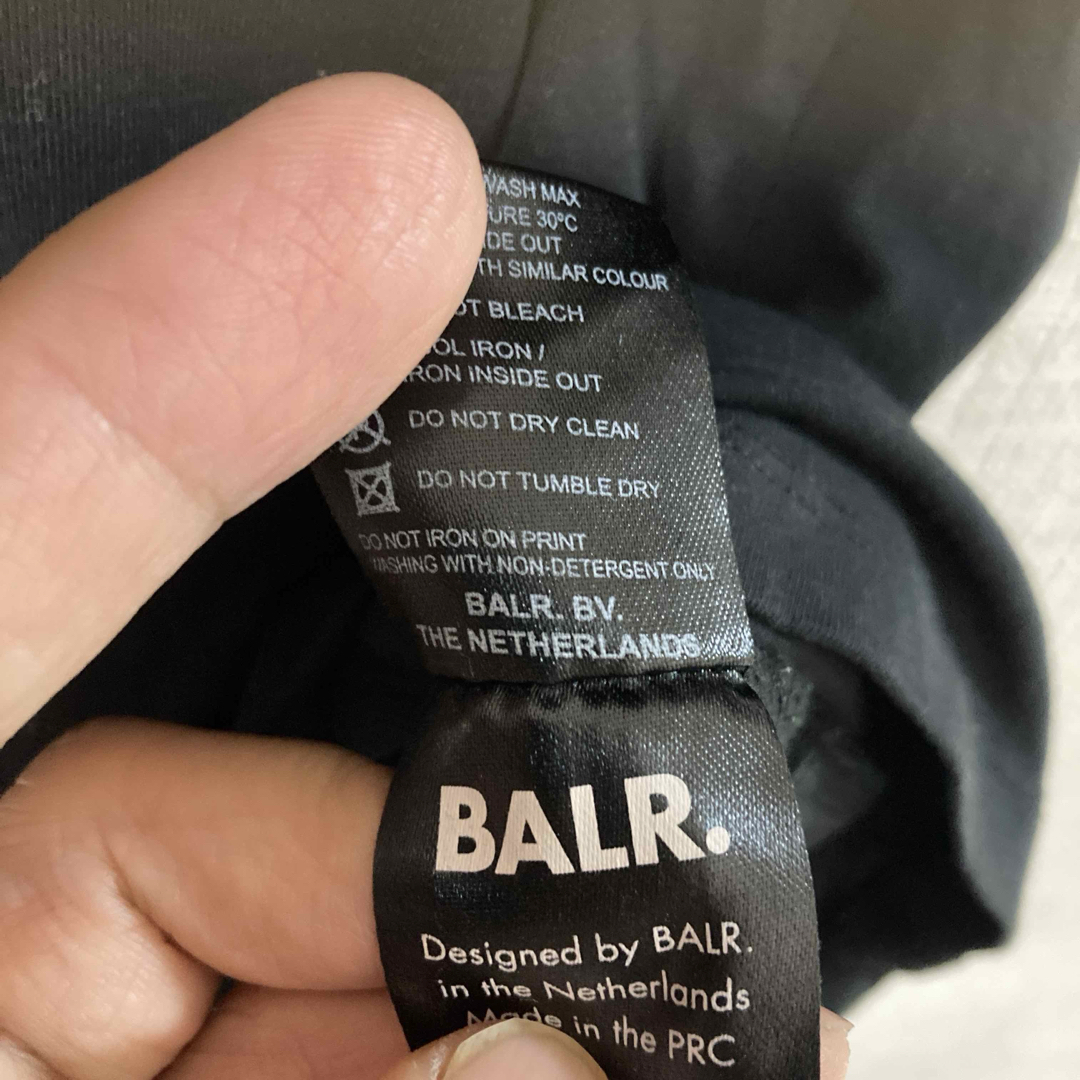 WASH MAX
URE 30°C
DE OUT
TH SIMILAR COLOUR
OT BLEACH
OL IRON /
RON INSIDE OUT
DO NOT DRY CLEAN
DO NOT TUMBLE DRY
DO NOT IRON ON PRINT
WASHING WITH NON-DETERGENT ONLY
BALR. BV.
THE NETHERLANDS
BALR.
Designed by BALR.
in the Netherlands
Made in the PRC